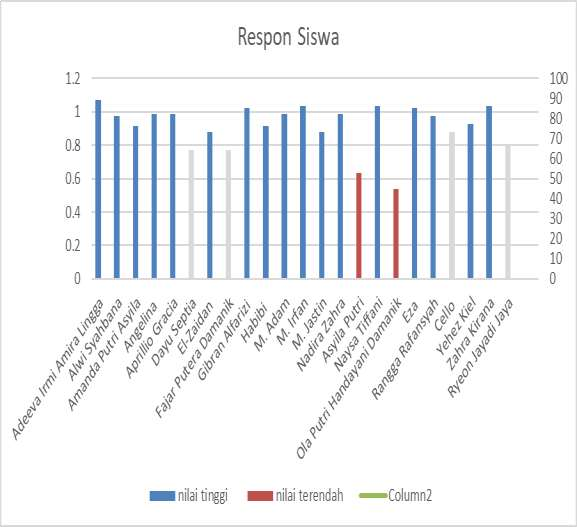 Respon Siswa
1.2
1
0.8
0.6
0.4
0.2
0
100
90
80
70
60
50
40
30
20
10
0
Adeeva Irmi Amira Lingga
Alwi Syahbana
Amanda Putri Asyila
Angelina
Aprillio Gracia
Dayu Septia
El-Zaidan
Fajar Putera Damanik
Gibran Alfarizi
Habibi
M. Adam
M. Irfan
M. Jastin
Nadira Zahra
Asyila Putri
Naysa Tiffani
Ola Putri Handayani Damanik
Eza
Rangga Rafansyah
Cello
Yehez Kiel
Zahra Kirana
Ryeon Jayadi Jaya
nilai tinggi nilai terendah Column2